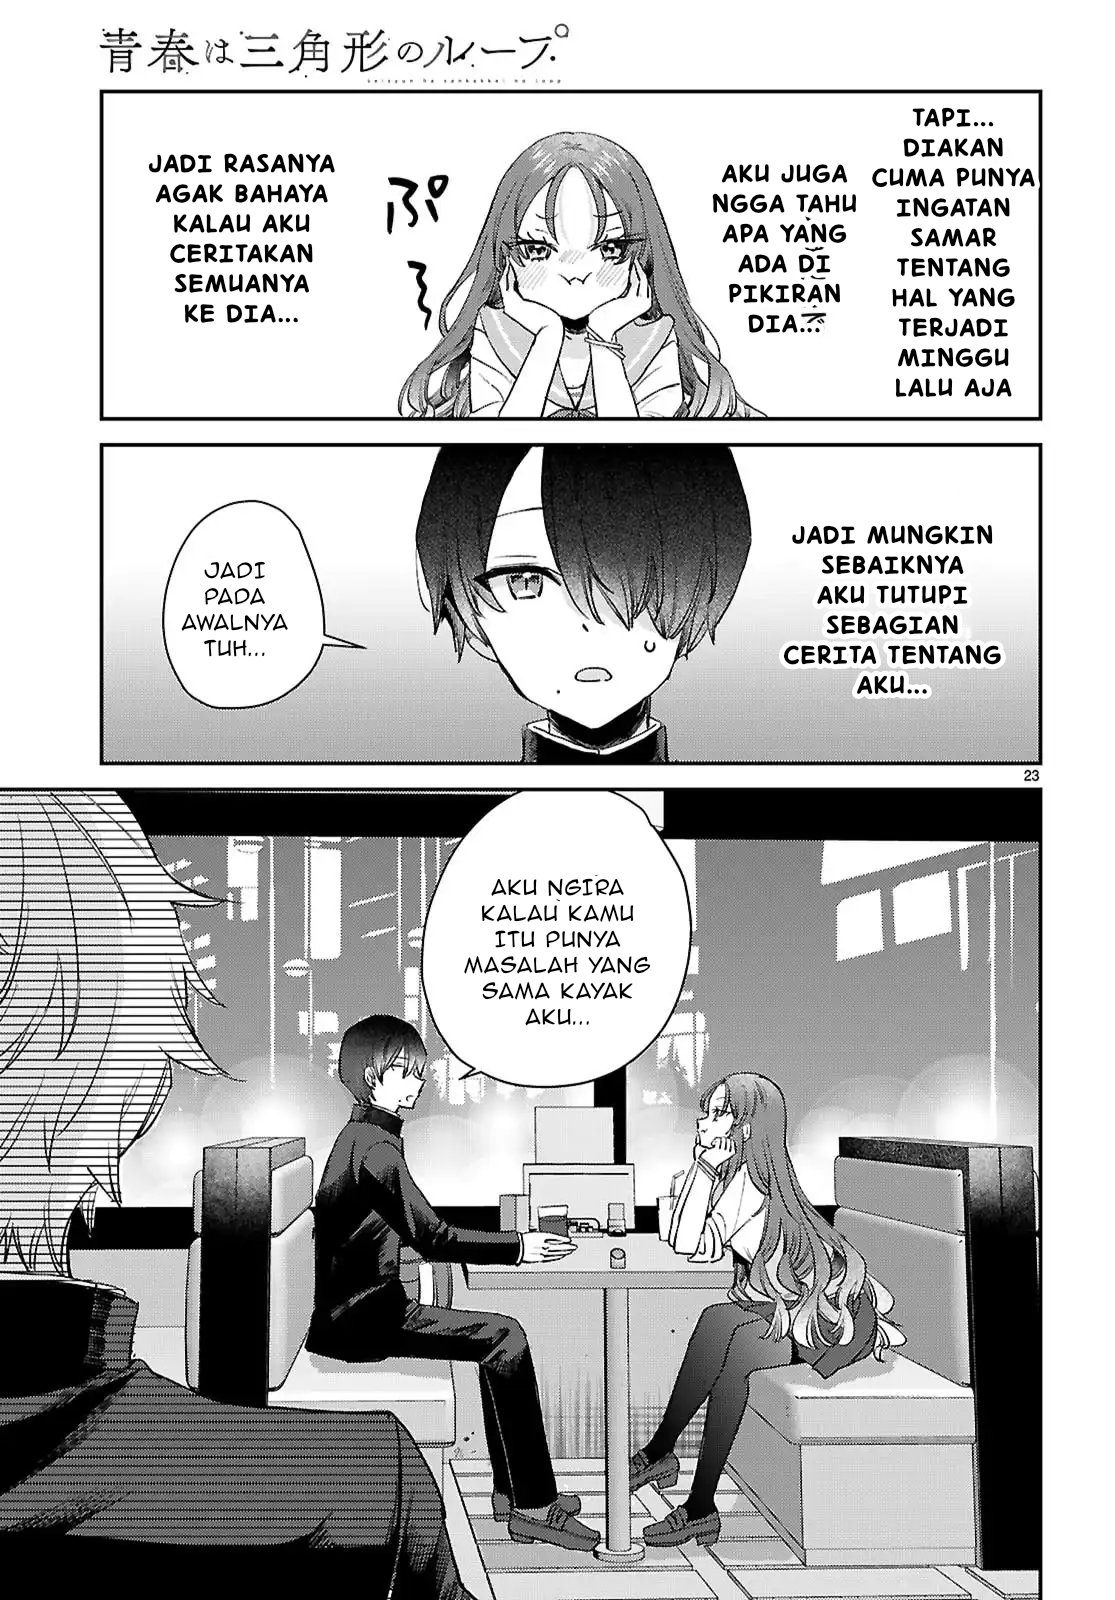 青春は三角形のループ
seisyun ha sankakkei no loop
TAPI...
DIAKAN
CUMA PUNYA
INGATAN
SAMAR
TENTANG
HAL YANG
TERJADI
MINGGU
LALU AJA
AKU JUGA
NGGA TAHU
APA YANG
ADA DI
PIKIRAN
DIA...
ぷ
JADI RASANYA
AGAK BAHAYA
KALAU AKU
CERITAKAN
SEMUANYA
KE DIA...
JADI MUNGKIN
SEBAIKNYA
AKU TUTUPI
SEBAGIAN
CERITA TENTANG
AKU...
JADI
PADA
AWALNYA
TUH...
23
AKU NGIRA
KALAU KAMU
ITU PUNYA
MASALAH YANG
SAMA KAYAK
AKU...